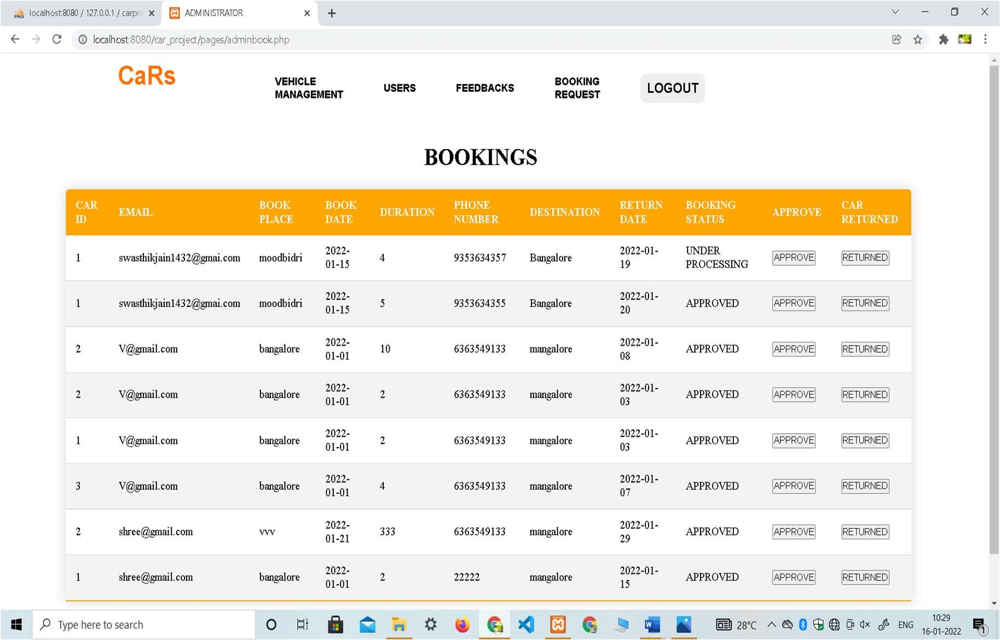 localhost:8080 / 127.0.0.1 / carpro
ADMINISTRATOR
localhost:8080/car_project/pages/adminbook.php
CaRs
VEHICLE MANAGEMENT
USERS
FEEDBACKS
BOOKING REQUEST
LOGOUT
BOOKINGS
CAR ID EMAIL BOOK PLACE BOOK DATE DURATION PHONE NUMBER DESTINATION RETURN DATE BOOKING STATUS APPROVE CAR RETURNED
1 swasthikjain1432@gmai.com moodbidri 2022-01-15 4 9353634357 Bangalore 2022-01-19 UNDER PROCESSING APPROVE RETURNED
1 swasthikjain1432@gmai.com moodbidri 2022-01-15 5 9353634355 Bangalore 2022-01-20 APPROVED APPROVE RETURNED
2 V@gmail.com bangalore 2022-01-01 10 6363549133 mangalore 2022-01-08 APPROVED APPROVE RETURNED
2 V@gmail.com bangalore 2022-01-01 2 6363549133 mangalore 2022-01-03 APPROVED APPROVE RETURNED
1 V@gmail.com bangalore 2022-01-01 2 6363549133 mangalore 2022-01-03 APPROVED APPROVE RETURNED
3 V@gmail.com bangalore 2022-01-01 4 6363549133 mangalore 2022-01-07 APPROVED APPROVE RETURNED
2 shree@gmail.com vvv 2022-01-21 333 6363549133 mangalore 2022-01-29 APPROVED APPROVE RETURNED
1 shree@gmail.com bangalore 2022-01-01 2 22222 mangalore 2022-01-15 APPROVED APPROVE RETURNED
Type here to search
28°C
ENG
10:29
16-01-2022
1